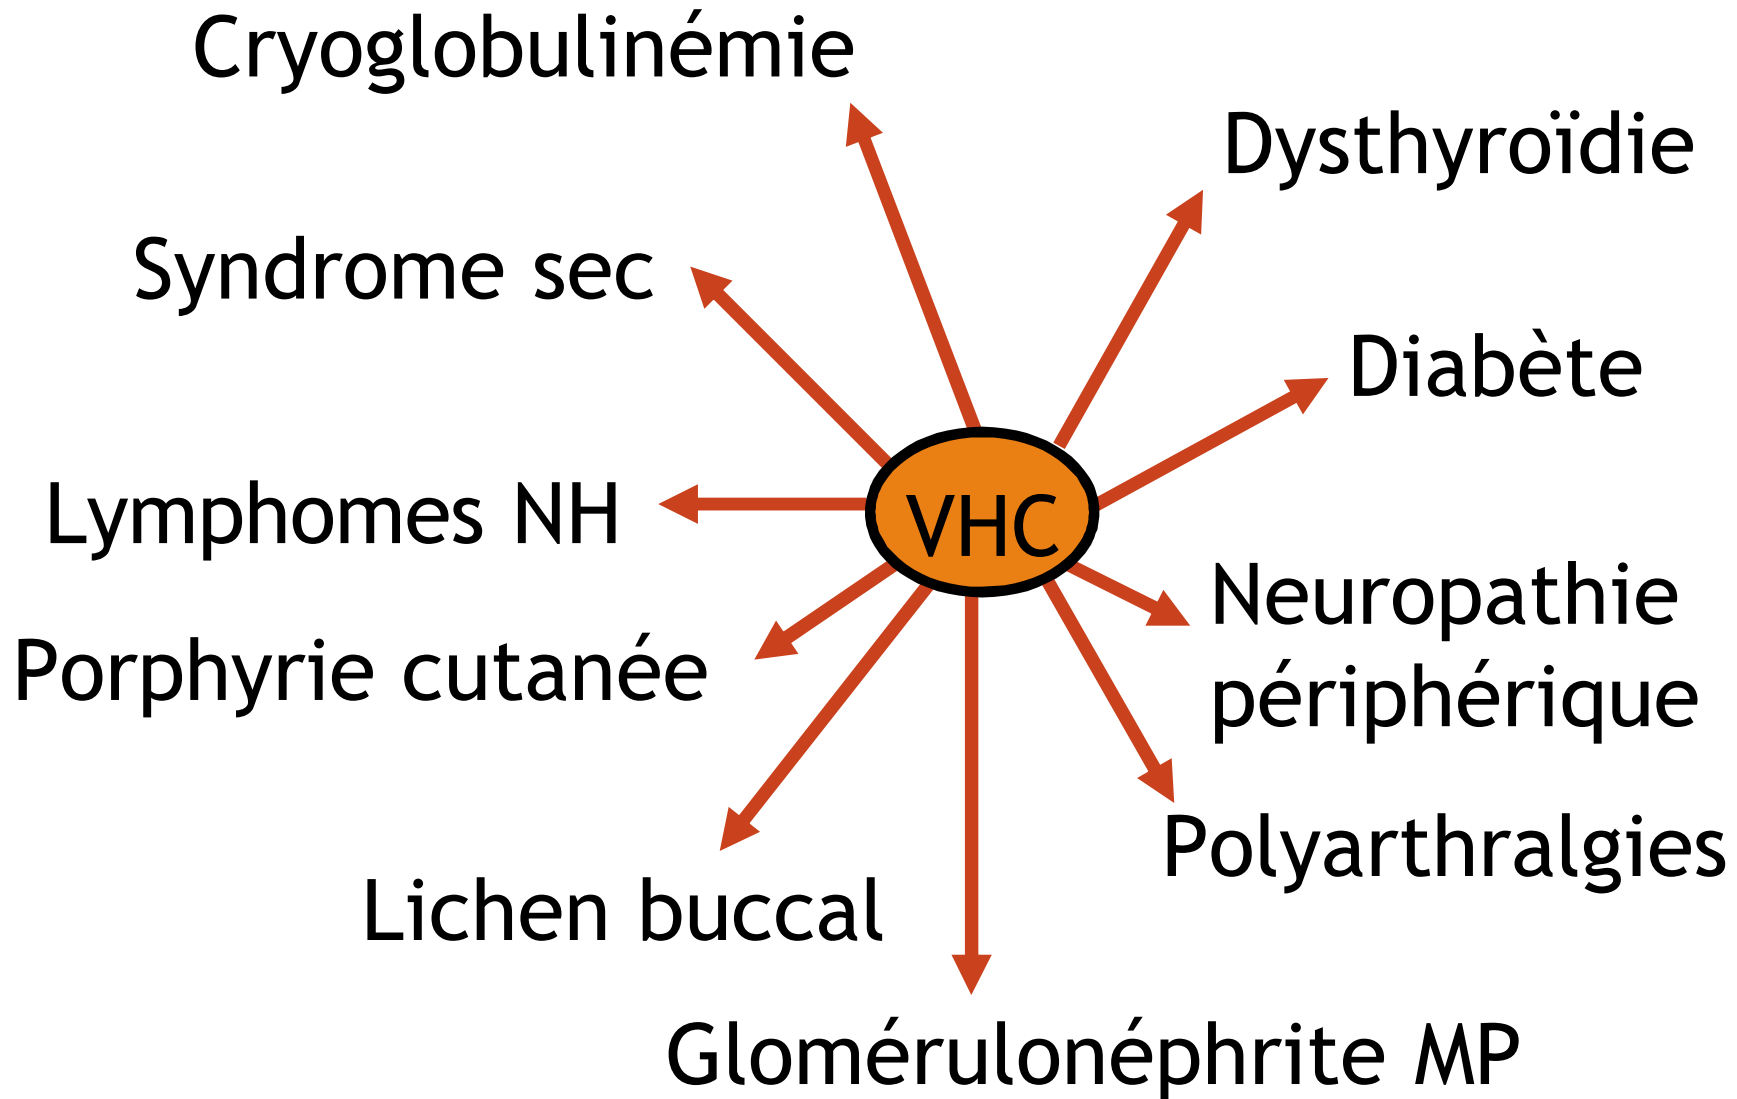 Cryoglobulinémie
Dysthyroïdie
Syndrome sec
Diabète
Lymphomes NH
VHC
Neuropathie
périphérique
Porphyrie cutanée
Polyarthralgies
Lichen buccal
Glomérulonéphrite MP